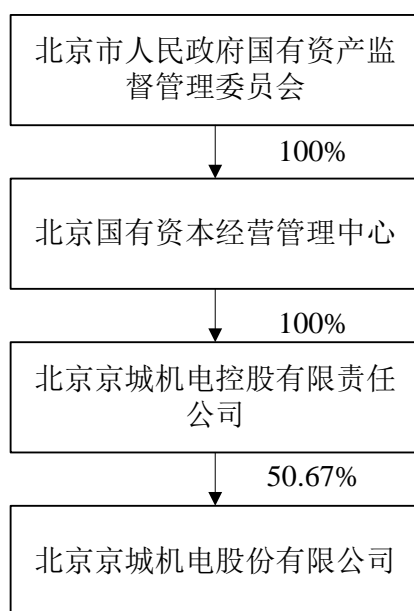 北京市人民政府国有资产监
督管理委员会
100%
北京国有资本经营管理中心
100%
北京京城机电控股有限责任
公司
50.67%
北京京城机电股份有限公司